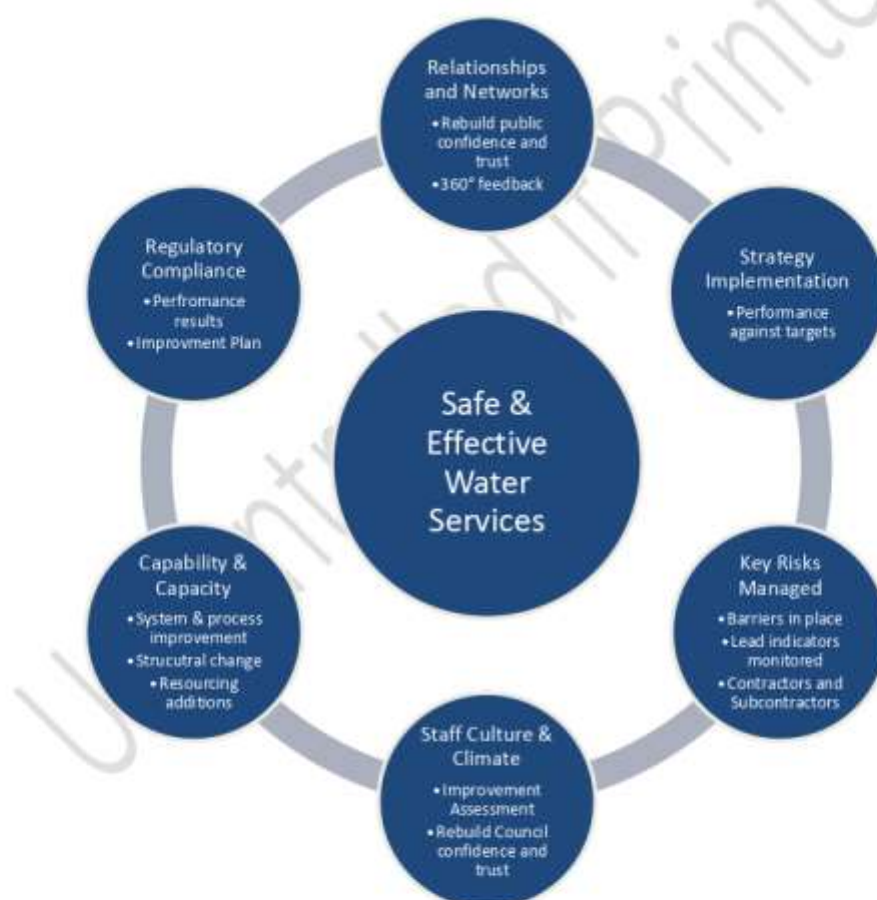 Relationships
and Networks
•Rebuild public
confidence and
trust
•360° feedback
Strategy
Implementation
•Performance
against targets
Key Risks
Managed
•Barriers in place
•Lead indicators
monitored
•Contractors and
Subcontractors
Staff Culture &
Climate
•Improvement
Assessment
•Rebuild Council
confidence and
trust
Capability &
Capacity
•System & process
improvement
•Strucutral change
•Resourcing
additions
Regulatory
Compliance
•Perfromance
results
•Improvment Plan
Safe &
Effective
Water
Services